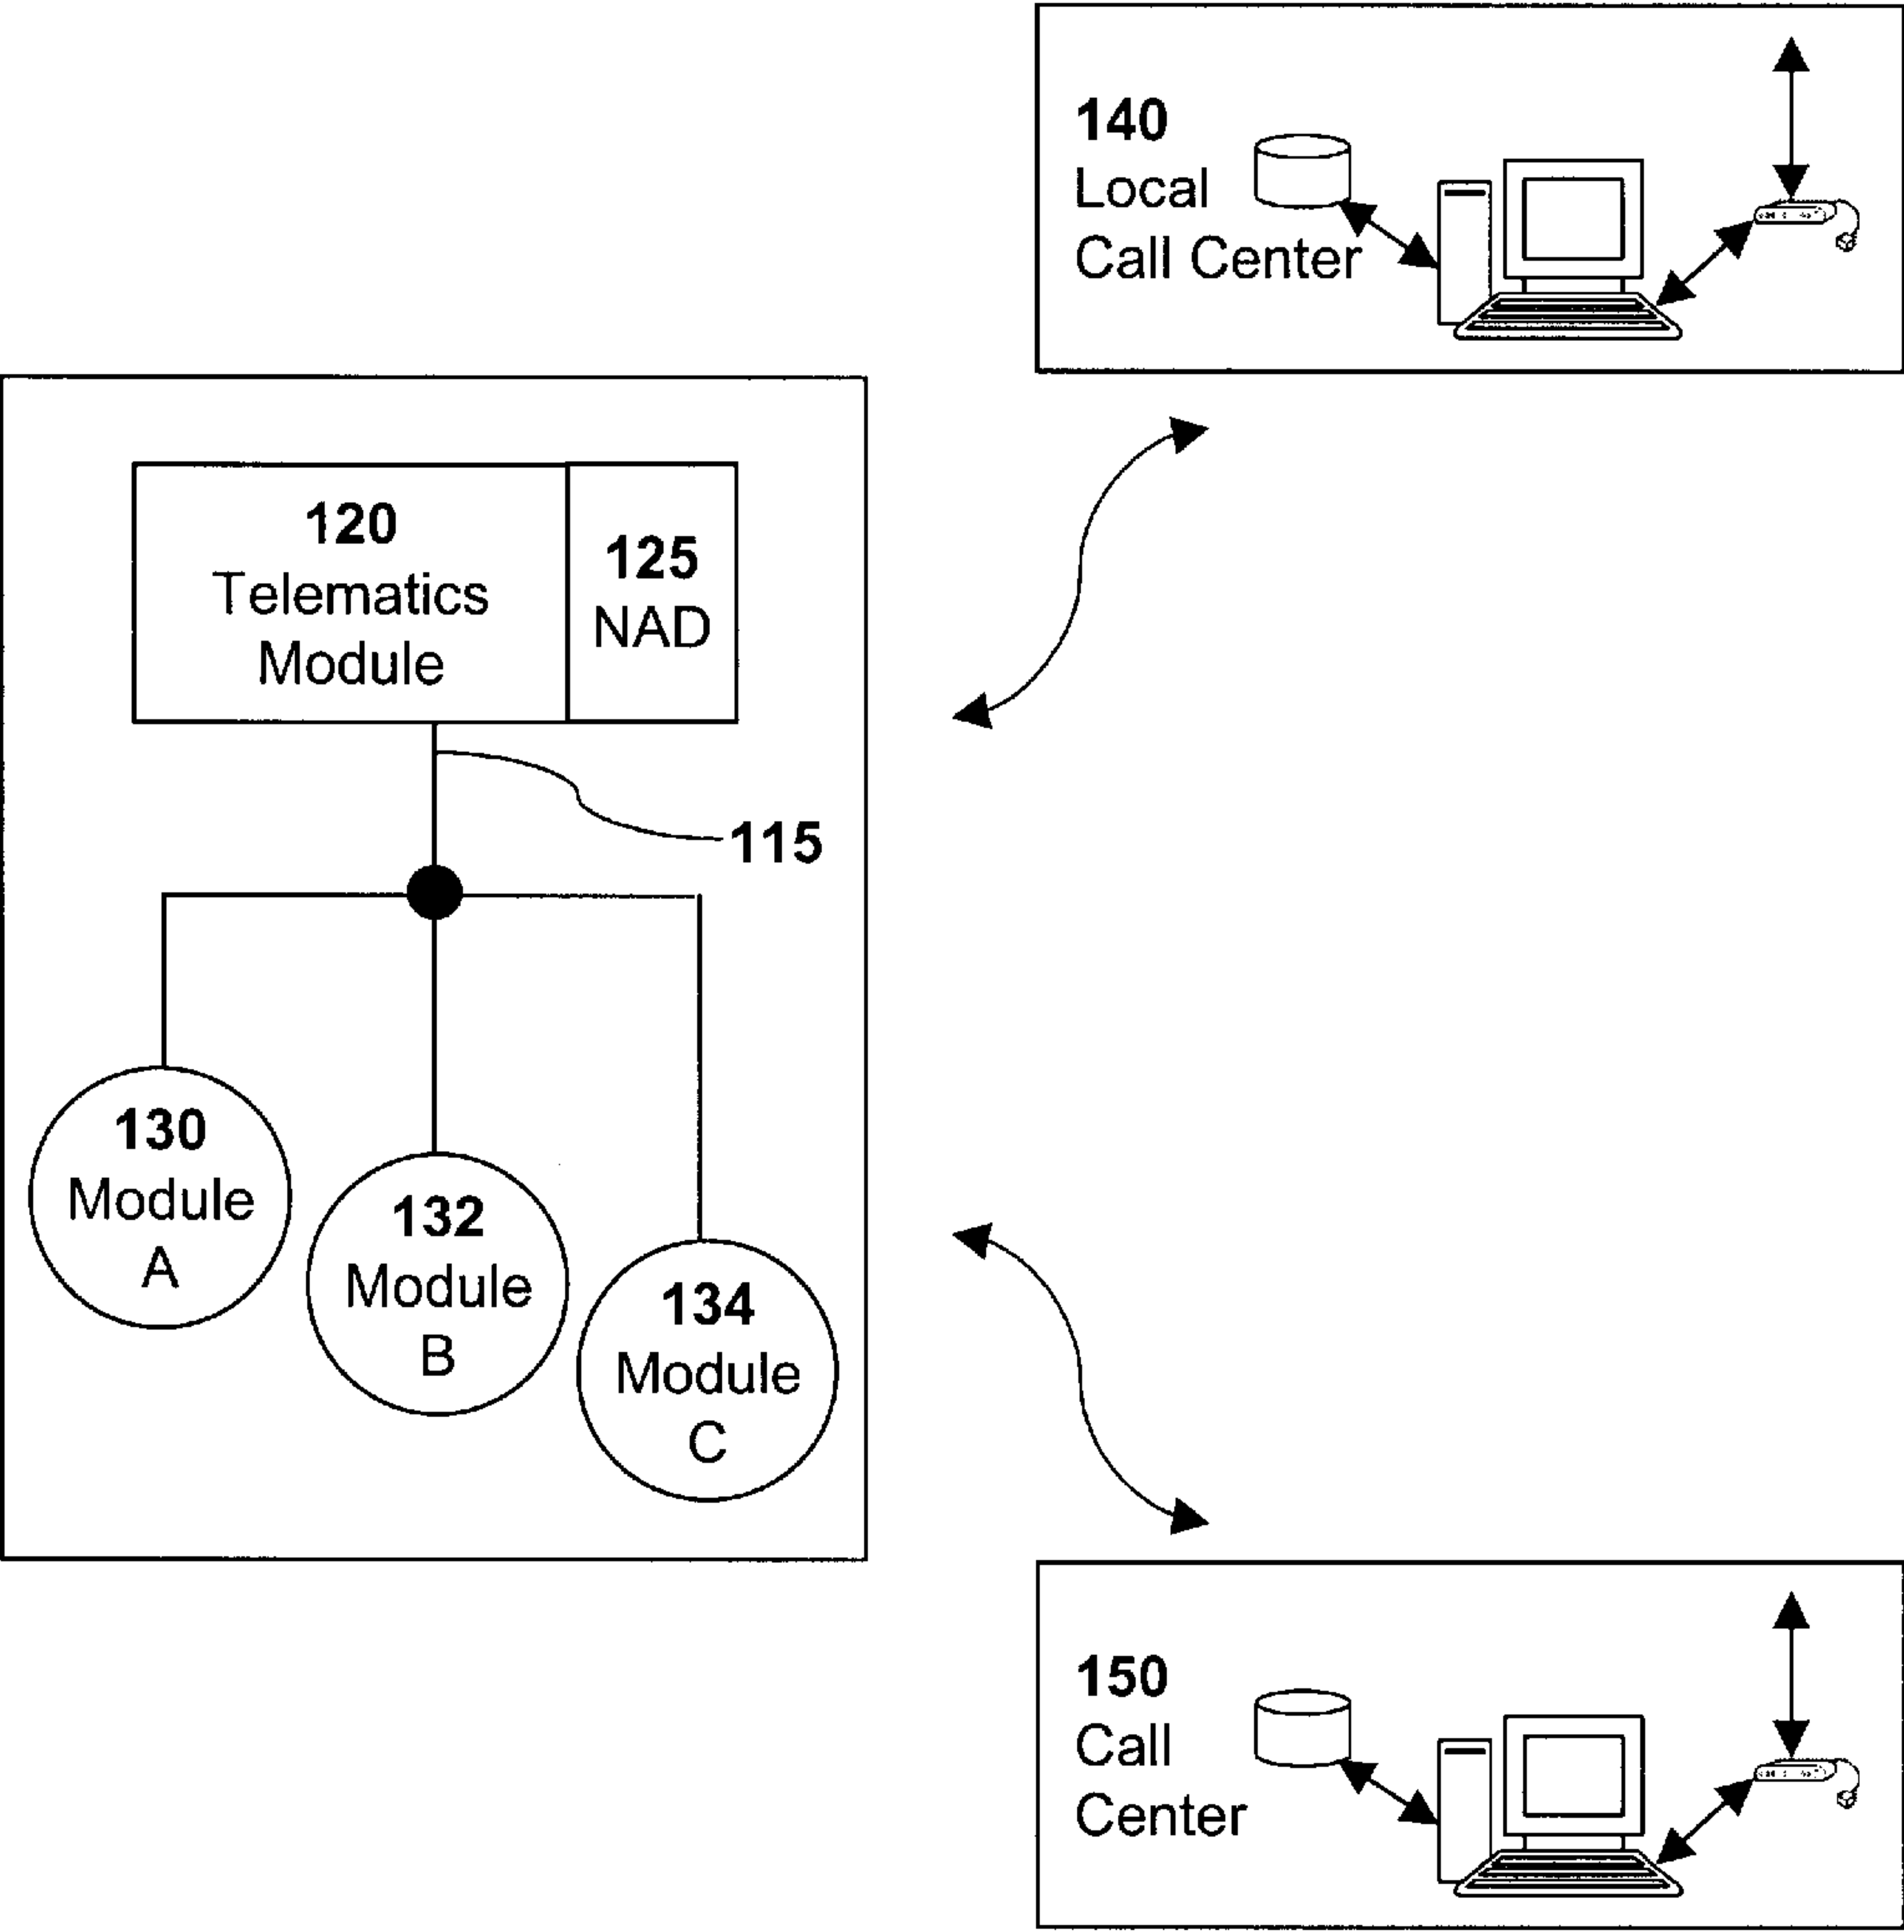 140
Local
Call Center
120
Telematics
Module
125
NAD
115
130
Module
A
132
Module
B
134
Module
C
150
Call
Center